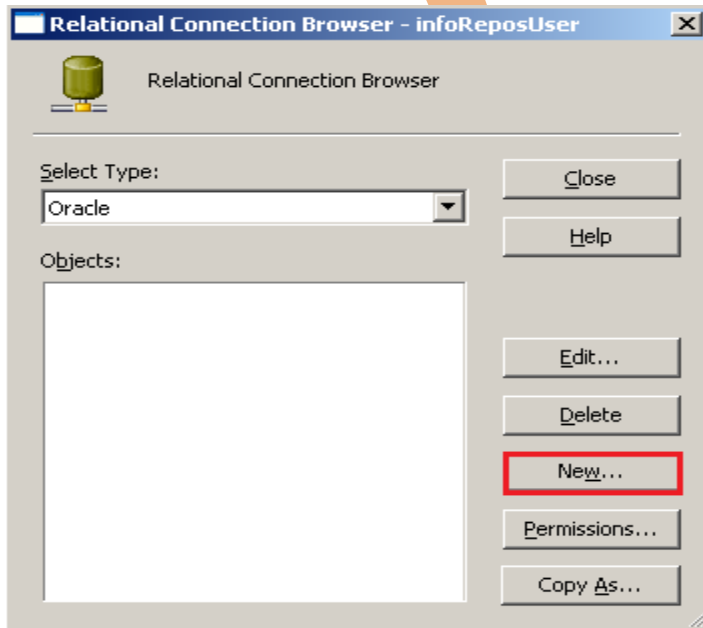 Relational Connection Browser - infoReposUser
Relational Connection Browser
Select Type:
Oracle
Close
Help
Objects:
Edit...
Delete
New...
Permissions...
Copy As...